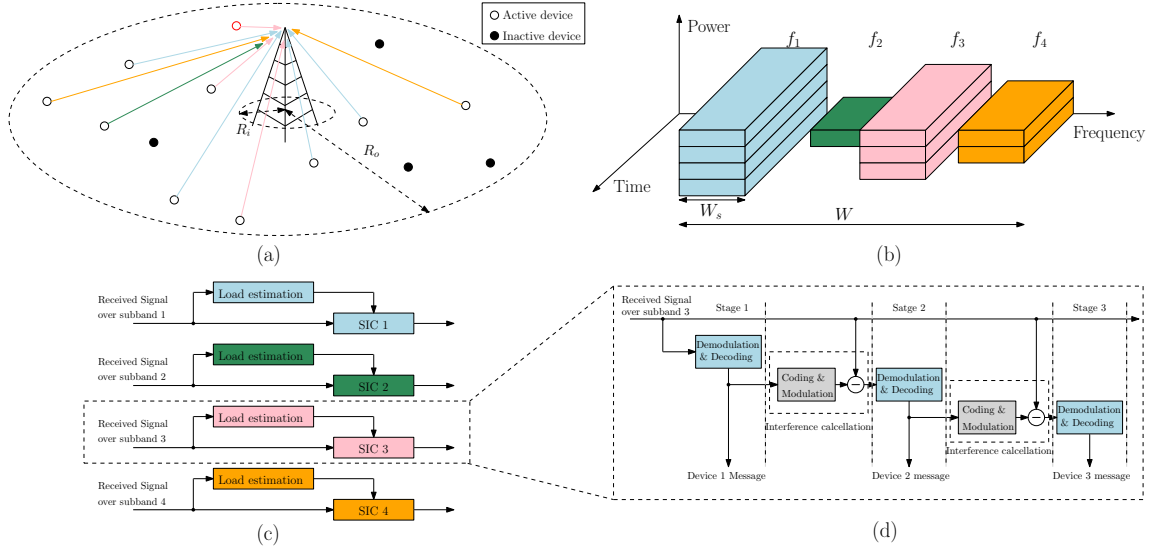 Active device
Inactive device
R_i
R_o
(a)
Power
f_1
f_2
f_3
f_4
Frequency
Time
W_s
W
(b)
Received Signal
over subband 1
Load estimation
SIC 1
Received Signal
over subband 2
Load estimation
SIC 2
Received Signal
over subband 3
Load estimation
SIC 3
Received Signal
over subband 4
Load estimation
SIC 4
(c)
Received Signal
over subband 3
Stage 1
Satge 2
Stage 3
Demodulation
& Decoding
Coding &
Modulation
−
Interference calcellation
Demodulation
& Decoding
Coding &
Modulation
−
Interference calcellation
Demodulation
& Decoding
Device 1 Message
Device 2 message
Device 3 message
(d)